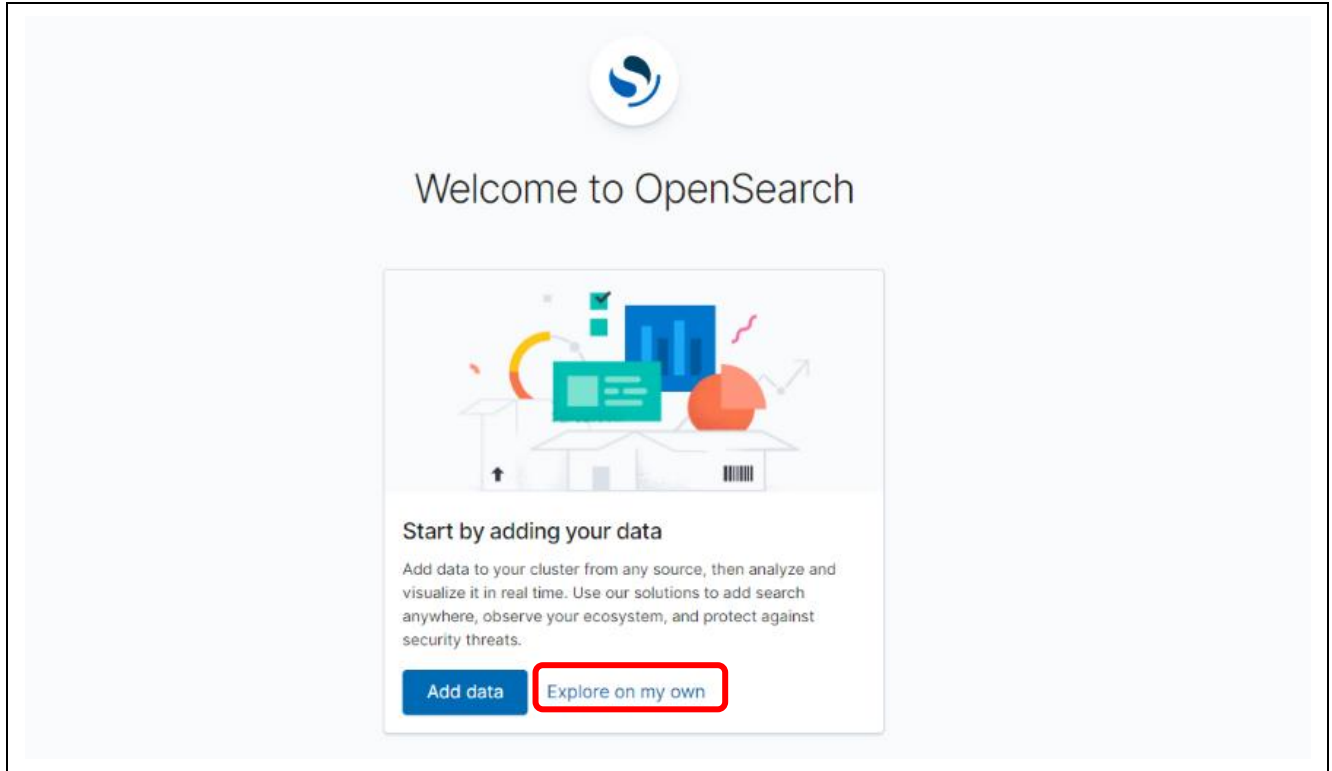 Welcome to OpenSearch
Start by adding your data
Add data to your cluster from any source, then analyze and
visualize it in real time. Use our solutions to add search
anywhere, observe your ecosystem, and protect against
security threats.
Add data
Explore on my own